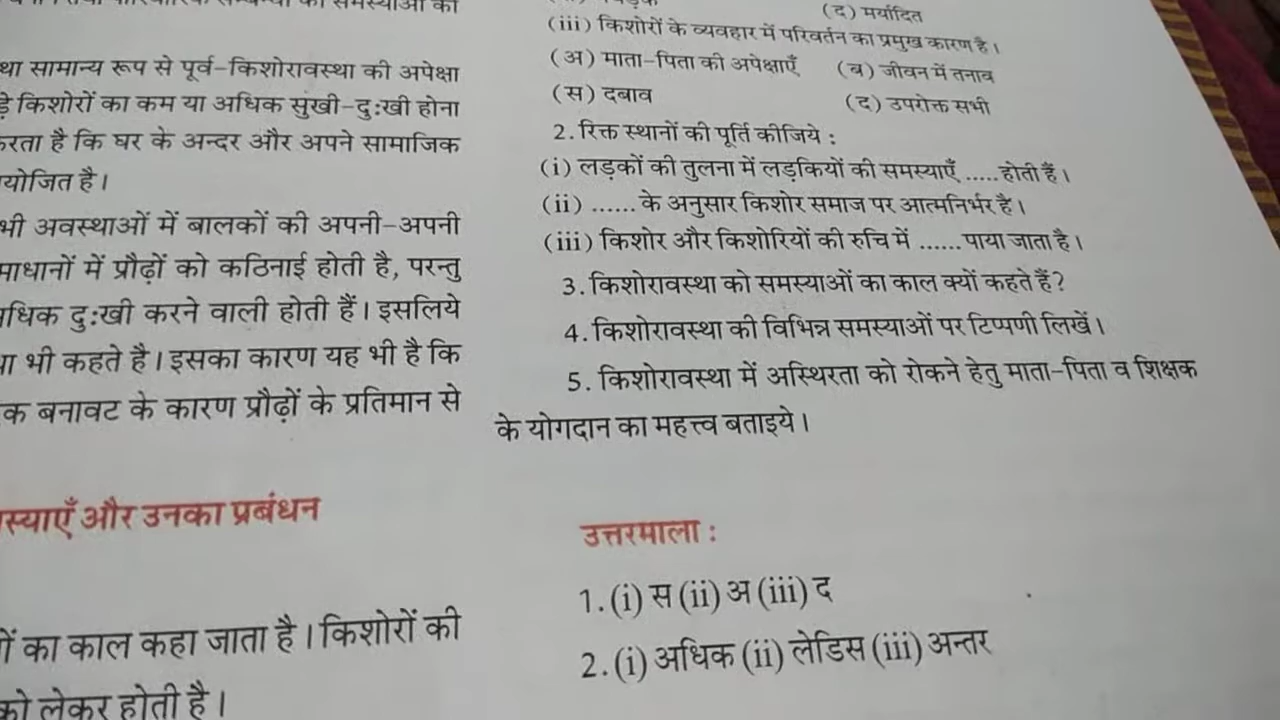 सामान्य रूप से पूर्व-किशोरावस्था की अपेक्षा
किशोरों का कम या अधिक सुखी-दुःखी होना
है कि घर के अन्दर और अपने सामाजिक
है।
अवस्थाओं में बालकों की अपनी-अपनी
में प्रौढ़ों को कठिनाई होती है, परन्तु
दुःखी करने वाली होती हैं। इसलिये
भी कहते है। इसका कारण यह भी है कि
बनावट के कारण प्रौढ़ों के प्रतिमान से
और उनका प्रबंधन
का काल कहा जाता है। किशोरों की
को लेकर होती है।
(द) मर्यादित
(iii) किशोरों के व्यवहार में परिवर्तन का प्रमुख कारण है।
(अ) माता-पिता की अपेक्षाएँ (ब) जीवन में तनाव
(स) दबाव (द) उपरोक्त सभी
2. रिक्त स्थानों की पूर्ति कीजिये :
(i) लड़कों की तुलना में लड़कियों की समस्याएँ ..... होती हैं।
(ii) ...... के अनुसार किशोर समाज पर आत्मनिर्भर है।
(iii) किशोर और किशोरियों की रुचि में ...... पाया जाता है।
3. किशोरावस्था को समस्याओं का काल क्यों कहते हैं?
4. किशोरावस्था की विभिन्न समस्याओं पर टिप्पणी लिखें।
5. किशोरावस्था में अस्थिरता को रोकने हेतु माता-पिता व शिक्षक
के योगदान का महत्त्व बताइये।
उत्तरमाला :
1. (i) स (ii) अ (iii) द
2. (i) अधिक (ii) लेडिस (iii) अन्तर